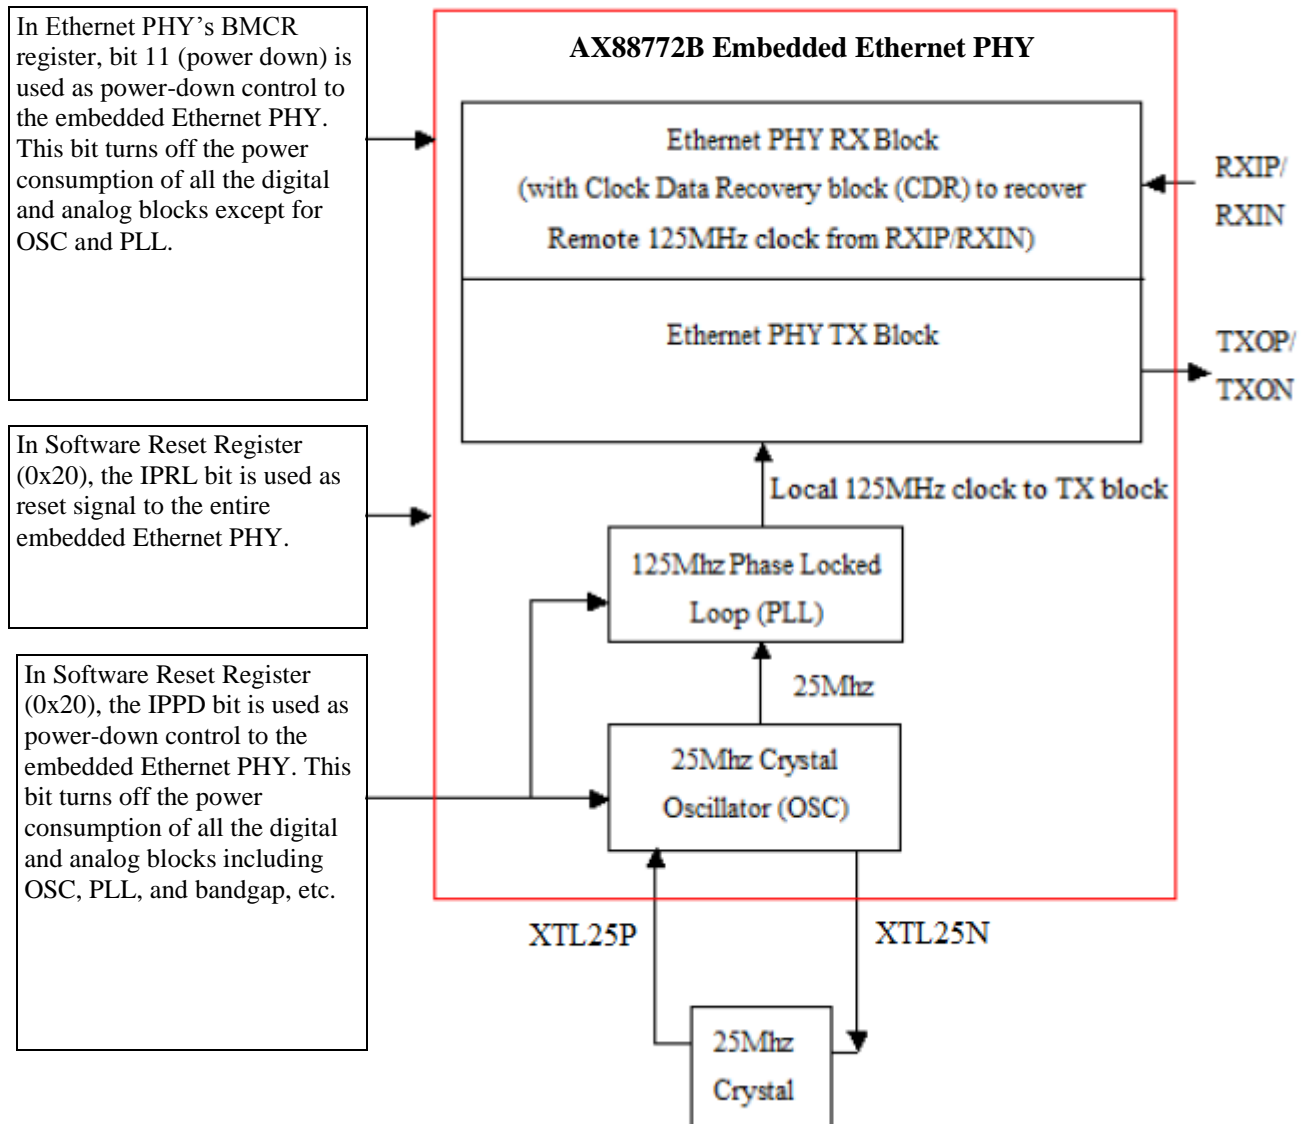 In Ethernet PHY's BMCR
register, bit 11 (power down) is
used as power-down control to
the embedded Ethernet PHY.
This bit turns off the power
consumption of all the digital
and analog blocks except for
OSC and PLL.
In Software Reset Register
(0x20), the IPRL bit is used as
reset signal to the entire
embedded Ethernet PHY.
In Software Reset Register
(0x20), the IPPD bit is used as
power-down control to the
embedded Ethernet PHY. This
bit turns off the power
consumption of all the digital
and analog blocks including
OSC, PLL, and bandgap, etc.
AX88772B Embedded Ethernet PHY
Ethernet PHY RX Block
(with Clock Data Recovery block (CDR) to recover
Remote 125MHz clock from RXIP/RXIN)
RXIP/
RXIN
Ethernet PHY TX Block
TXOP/
TXON
Local 125MHz clock to TX block
125Mhz Phase Locked
Loop (PLL)
25Mhz
25Mhz Crystal
Oscillator (OSC)
XTL25P
XTL25N
25Mhz
Crystal